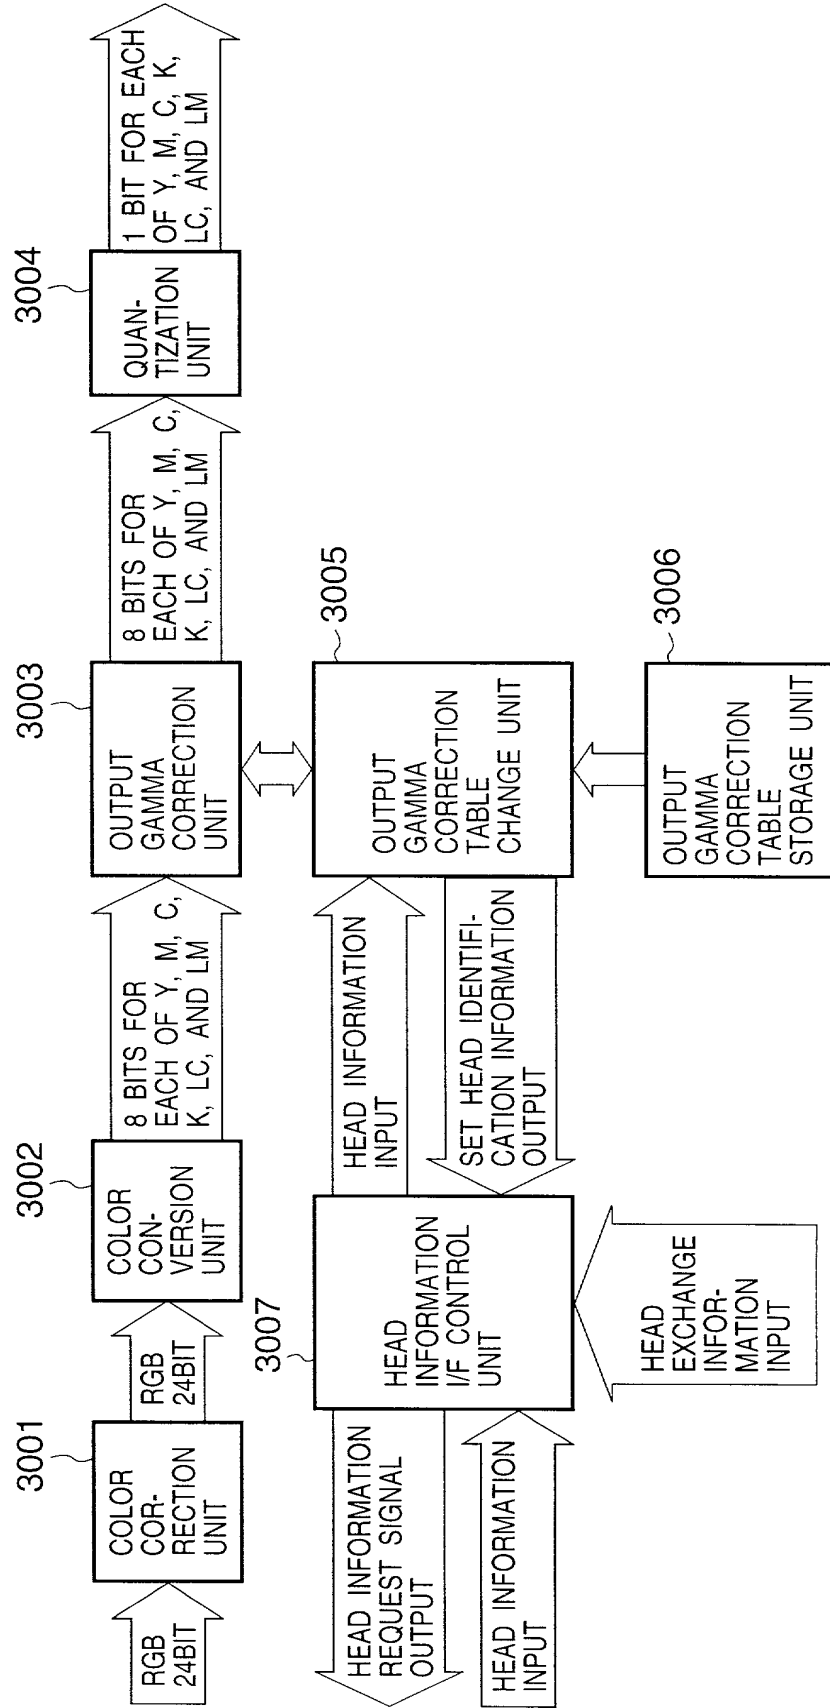 RGB
24BIT
3001
COLOR
COR-
RECTION
UNIT
RGB
24BIT
3002
COLOR
CON-
VERSION
UNIT
8 BITS FOR
EACH OF Y, M, C,
K, LC, AND LM
3003
OUTPUT
GAMMA
CORRECTION
UNIT
8 BITS FOR
EACH OF Y, M, C,
K, LC, AND LM
3004
QUAN-
TIZATION
UNIT
1 BIT FOR EACH
OF Y, M, C, K,
LC, AND LM
HEAD INFORMATION
REQUEST SIGNAL
OUTPUT
HEAD INFORMATION
INPUT
3007
HEAD
INFORMATION
I/F CONTROL
UNIT
HEAD
EXCHANGE
INFOR-
MATION
INPUT
HEAD INFORMATION
INPUT
SET HEAD IDENTIFI-
CATION INFORMATION
OUTPUT
3005
OUTPUT
GAMMA
CORRECTION
TABLE
CHANGE UNIT
3006
OUTPUT
GAMMA
CORRECTION
TABLE
STORAGE UNIT